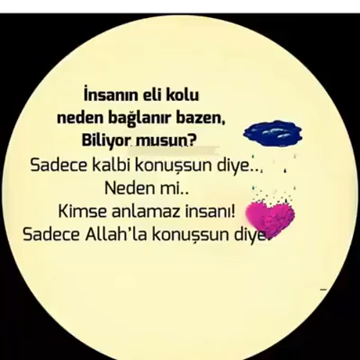 İnsanın eli kolu
neden bağlanır bazen,
Biliyor musun?
Sadece kalbi konuşsun diye..
Neden mi..
Kimse anlamaz insanı!
Sadece Allah'la konuşsun diye.